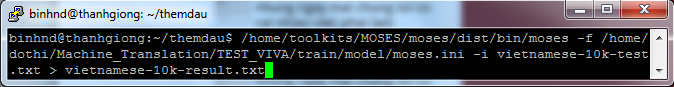 binhnd@thanhgiong: ~/themdau
binhnd@thanhgiong:~/themdau$ /home/toolkits/MOSES/moses/dist/bin/moses -f /home/
dothi/Machine_Translation/TEST_VIVA/train/model/moses.ini -i vietnamese-10k-test
.txt > vietnamese-10k-result.txt